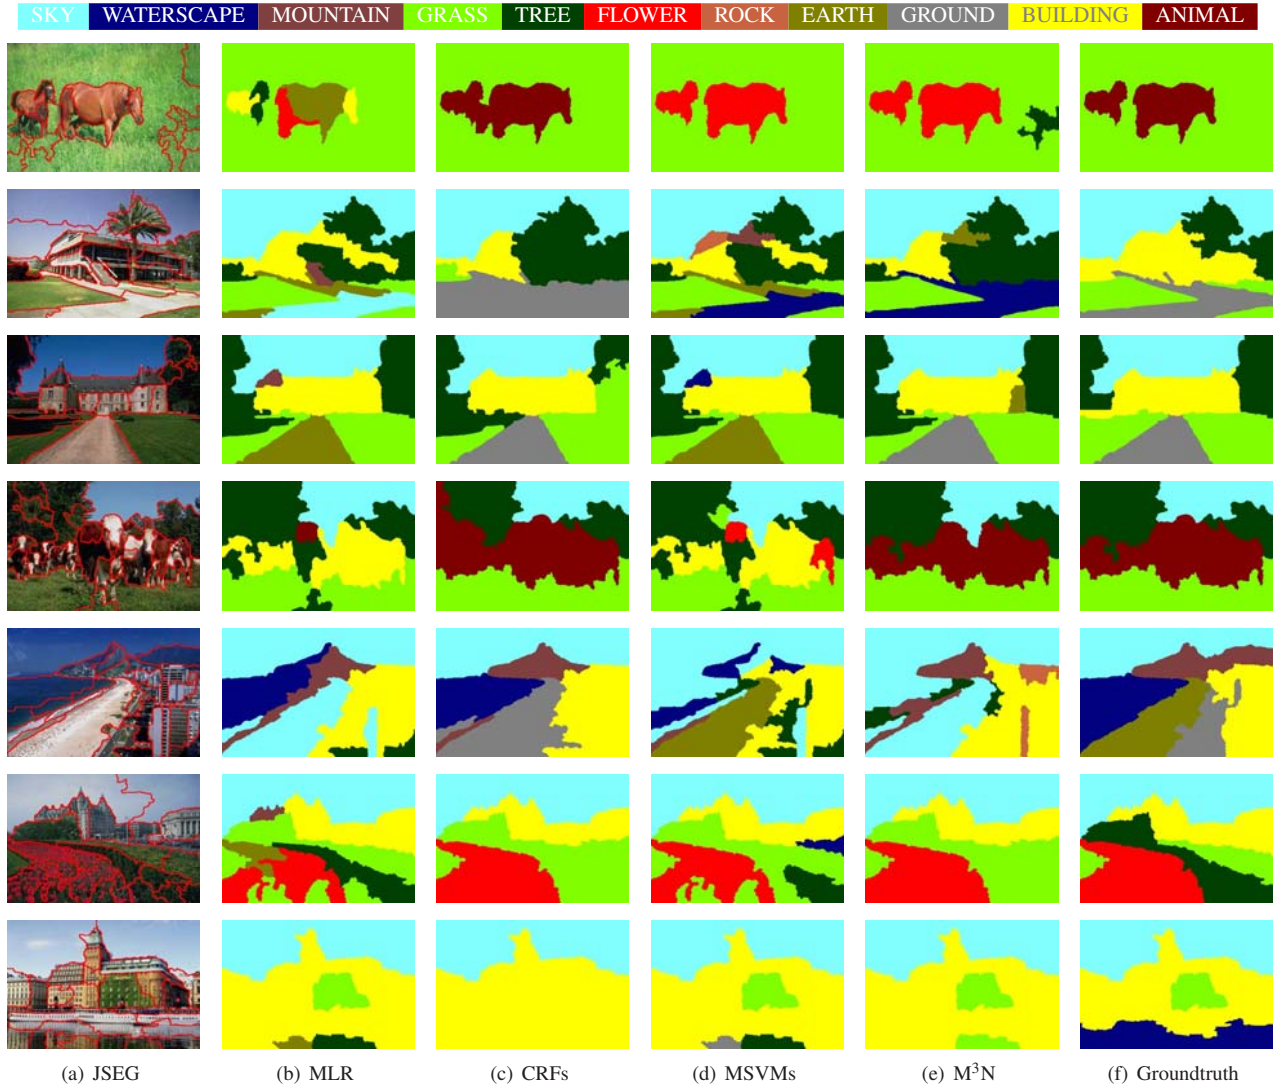 SKY WATERSCAPE MOUNTAIN GRASS TREE FLOWER ROCK EARTH GROUND BUILDING ANIMAL
(a) JSEG (b) MLR (c) CRFs (d) MSVMs (e) M³N (f) Groundtruth